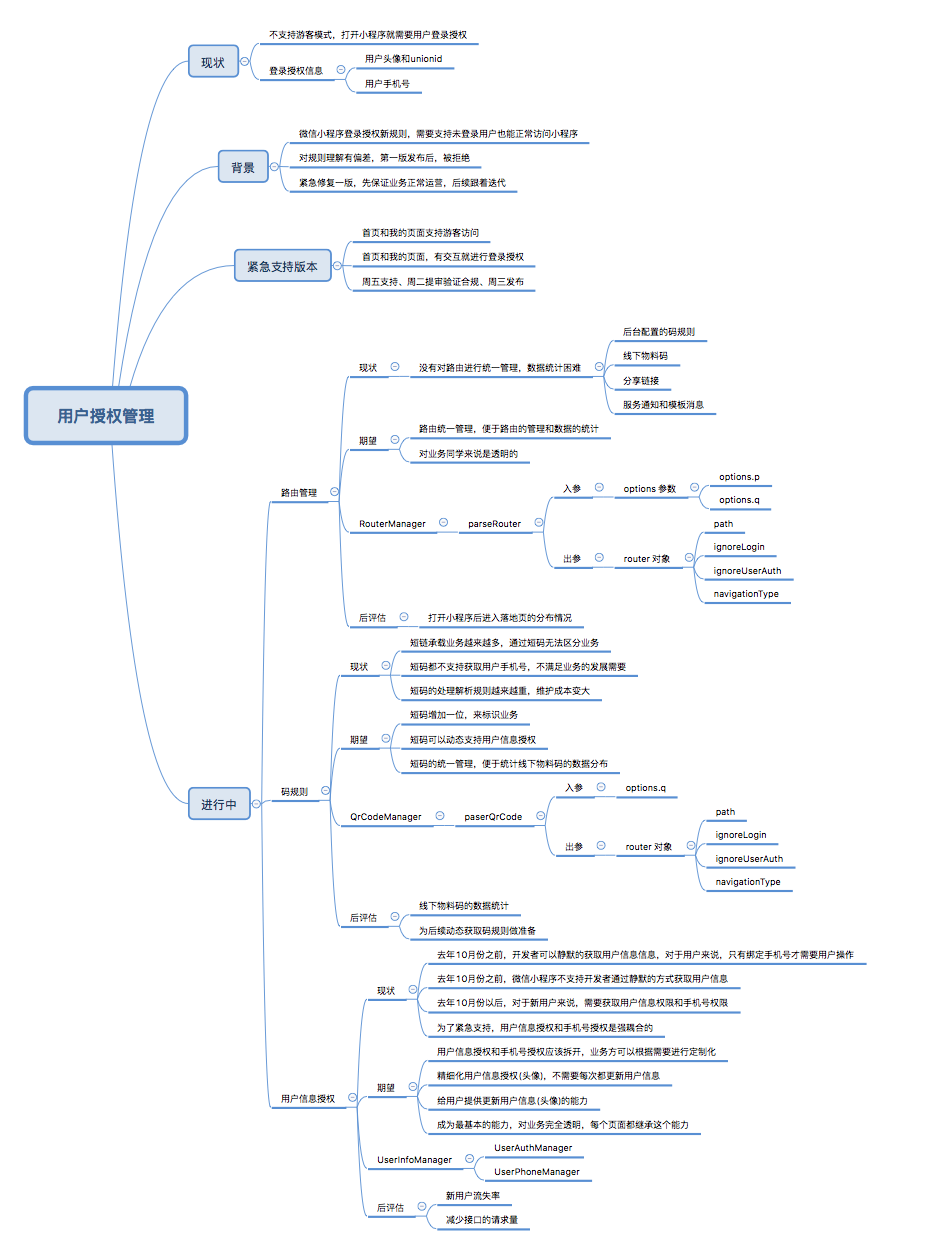 用户授权管理
现状
不支持游客模式，打开小程序就需要用户登录授权
登录授权信息
用户头像和unionid
用户手机号
背景
微信小程序登录授权新规则，需要支持未登录用户也能正常访问小程序
对规则理解有偏差，第一版发布后，被拒绝
紧急修复一版，先保证业务正常运营，后续跟着迭代
紧急支持版本
首页和我的页面支持游客访问
首页和我的页面，有交互就进行登录授权
周五支持、周二提审验证合规、周三发布
进行中
路由管理
现状
没有对路由进行统一管理，数据统计困难
后台配置的码规则
线下物料码
分享链接
服务通知和模板消息
期望
路由统一管理，便于路由的管理和数据的统计
对业务同学来说是透明的
RouterManager
parseRouter
入参
options 参数
options.p
options.q
出参
router 对象
path
ignoreLogin
ignoreUserAuth
navigationType
后评估
打开小程序后进入落地页的分布情况
码规则
现状
短链承载业务越来越多，通过短码无法区分业务
短码都不支持获取用户手机号，不满足业务的发展需要
短码的处理解析规则越来越重，维护成本变大
期望
短码增加一位，来标识业务
短码可以动态支持用户信息授权
短码的统一管理，便于统计线下物料码的数据分布
QrCodeManager
paserQrCode
入参
options.q
出参
router 对象
path
ignoreLogin
ignoreUserAuth
navigationType
后评估
线下物料码的数据统计
为后续动态获取码规则做准备
用户信息授权
现状
去年10月份之前，开发者可以静默的获取用户信息信息，对于用户来说，只有绑定手机号才需要用户操作
去年10月份之前，微信小程序不支持开发者通过静默的方式获取用户信息
去年10月份以后，对于新用户来说，需要获取用户信息权限和手机号权限
为了紧急支持，用户信息授权和手机号授权是强耦合的
期望
用户信息授权和手机号授权应该拆开，业务方可以根据需要进行定制化
精细化用户信息授权(头像)，不需要每次都更新用户信息
给用户提供更新用户信息(头像)的能力
成为最基本的能力，对业务完全透明，每个页面都继承这个能力
UserInfoManager
UserAuthManager
UserPhoneManager
后评估
新用户流失率
减少接口的请求量